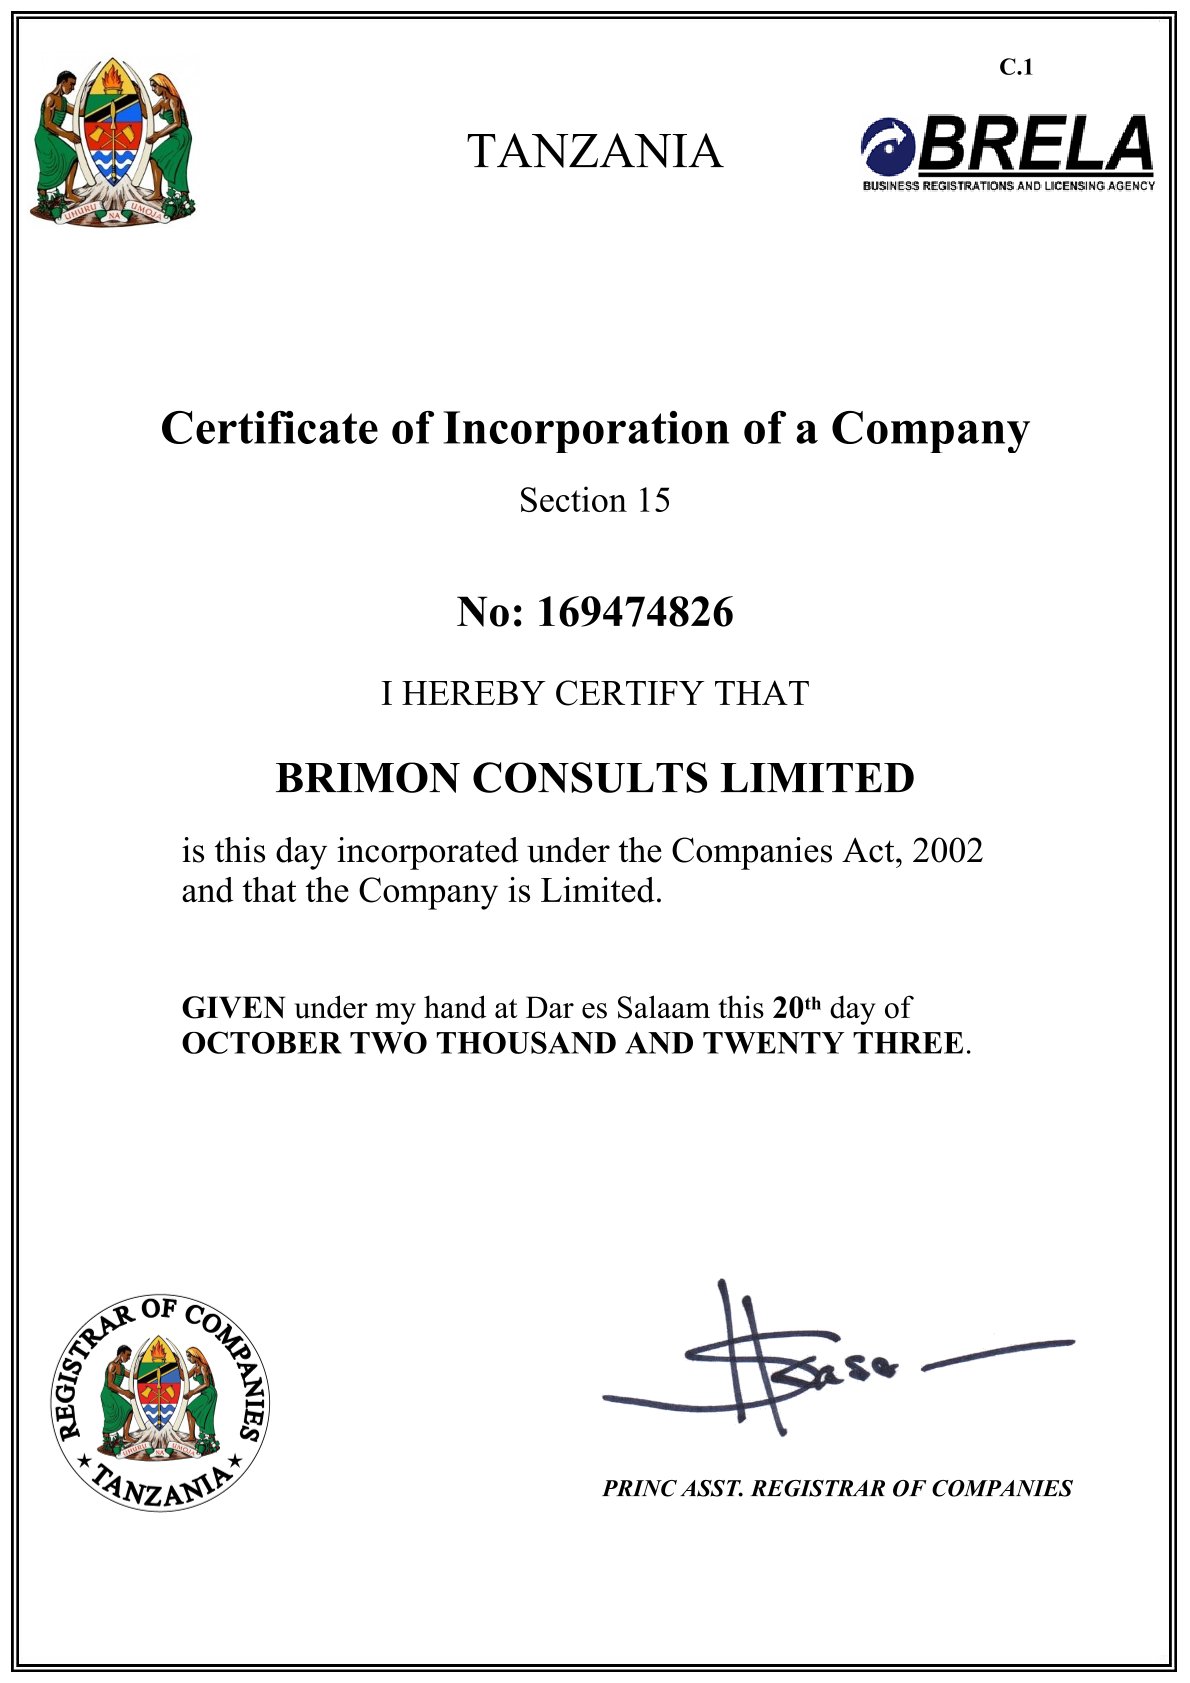 C.1
TANZANIA
BRELA
BUSINESS REGISTRATIONS AND LICENSING AGENCY
UHURU NA UMOJA
Certificate of Incorporation of a Company
Section 15
No: 169474826
I HEREBY CERTIFY THAT
BRIMON CONSULTS LIMITED
is this day incorporated under the Companies Act, 2002
and that the Company is Limited.
GIVEN under my hand at Dar es Salaam this 20th day of
OCTOBER TWO THOUSAND AND TWENTY THREE.
REGISTRAR OF COMPANIES
UHURU NA UMOJA
★ TANZANIA ★
PRINC ASST. REGISTRAR OF COMPANIES